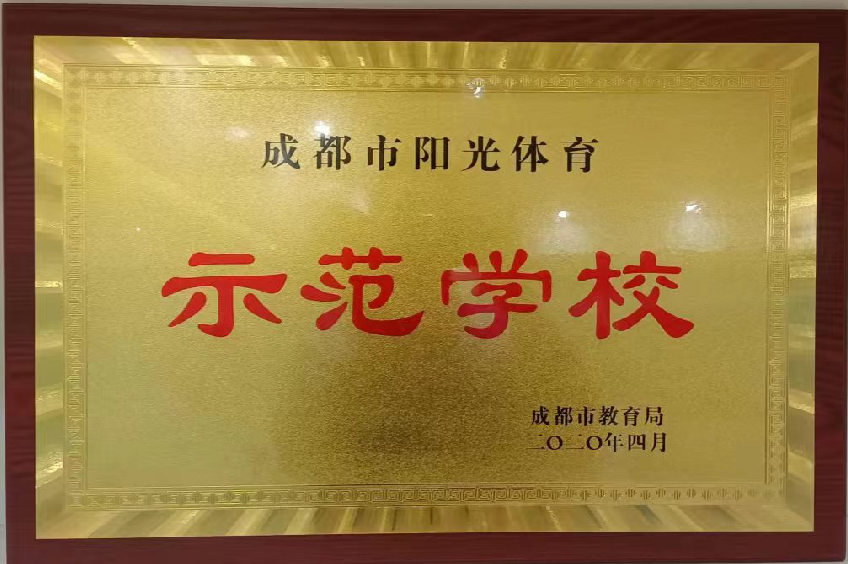 成都市阳光体育
示范学校
成都市教育局
二〇二〇年四月